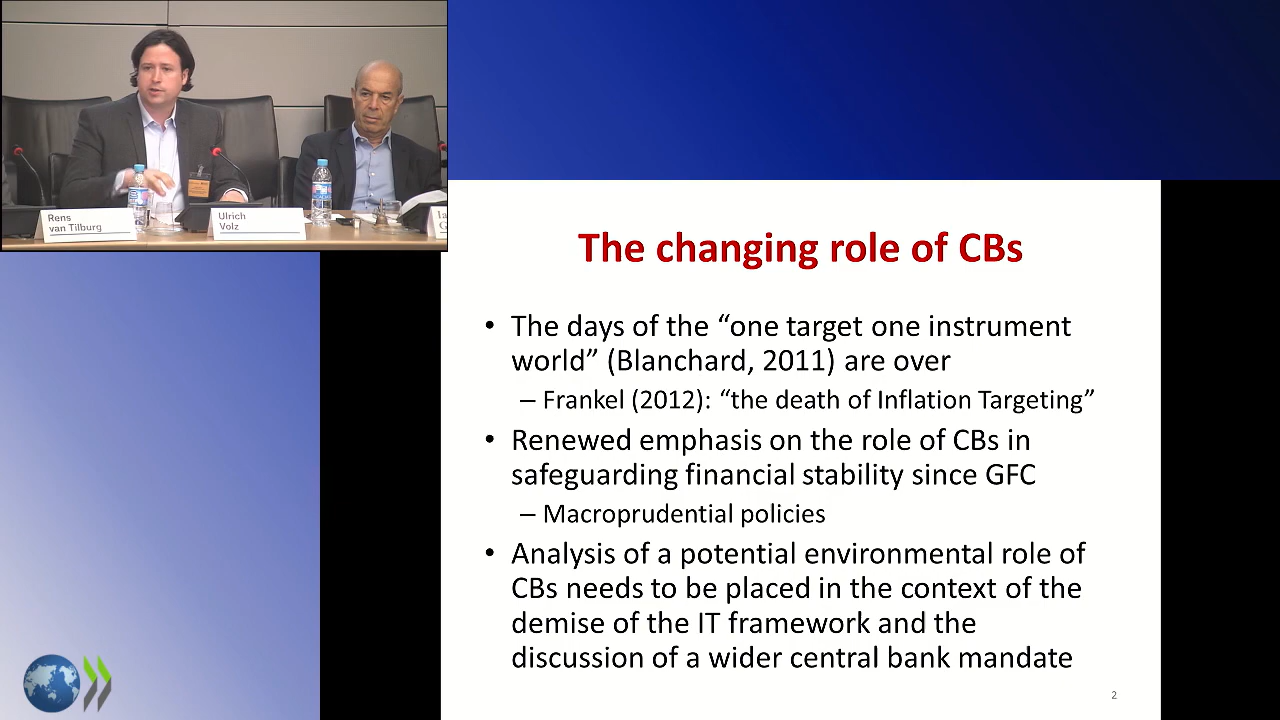 Rens
van Tilburg
Ulrich
Volz
The changing role of CBs
• The days of the “one target one instrument
world” (Blanchard, 2011) are over
– Frankel (2012): “the death of Inflation Targeting”
• Renewed emphasis on the role of CBs in
safeguarding financial stability since GFC
– Macroprudential policies
• Analysis of a potential environmental role of
CBs needs to be placed in the context of the
demise of the IT framework and the
discussion of a wider central bank mandate
2